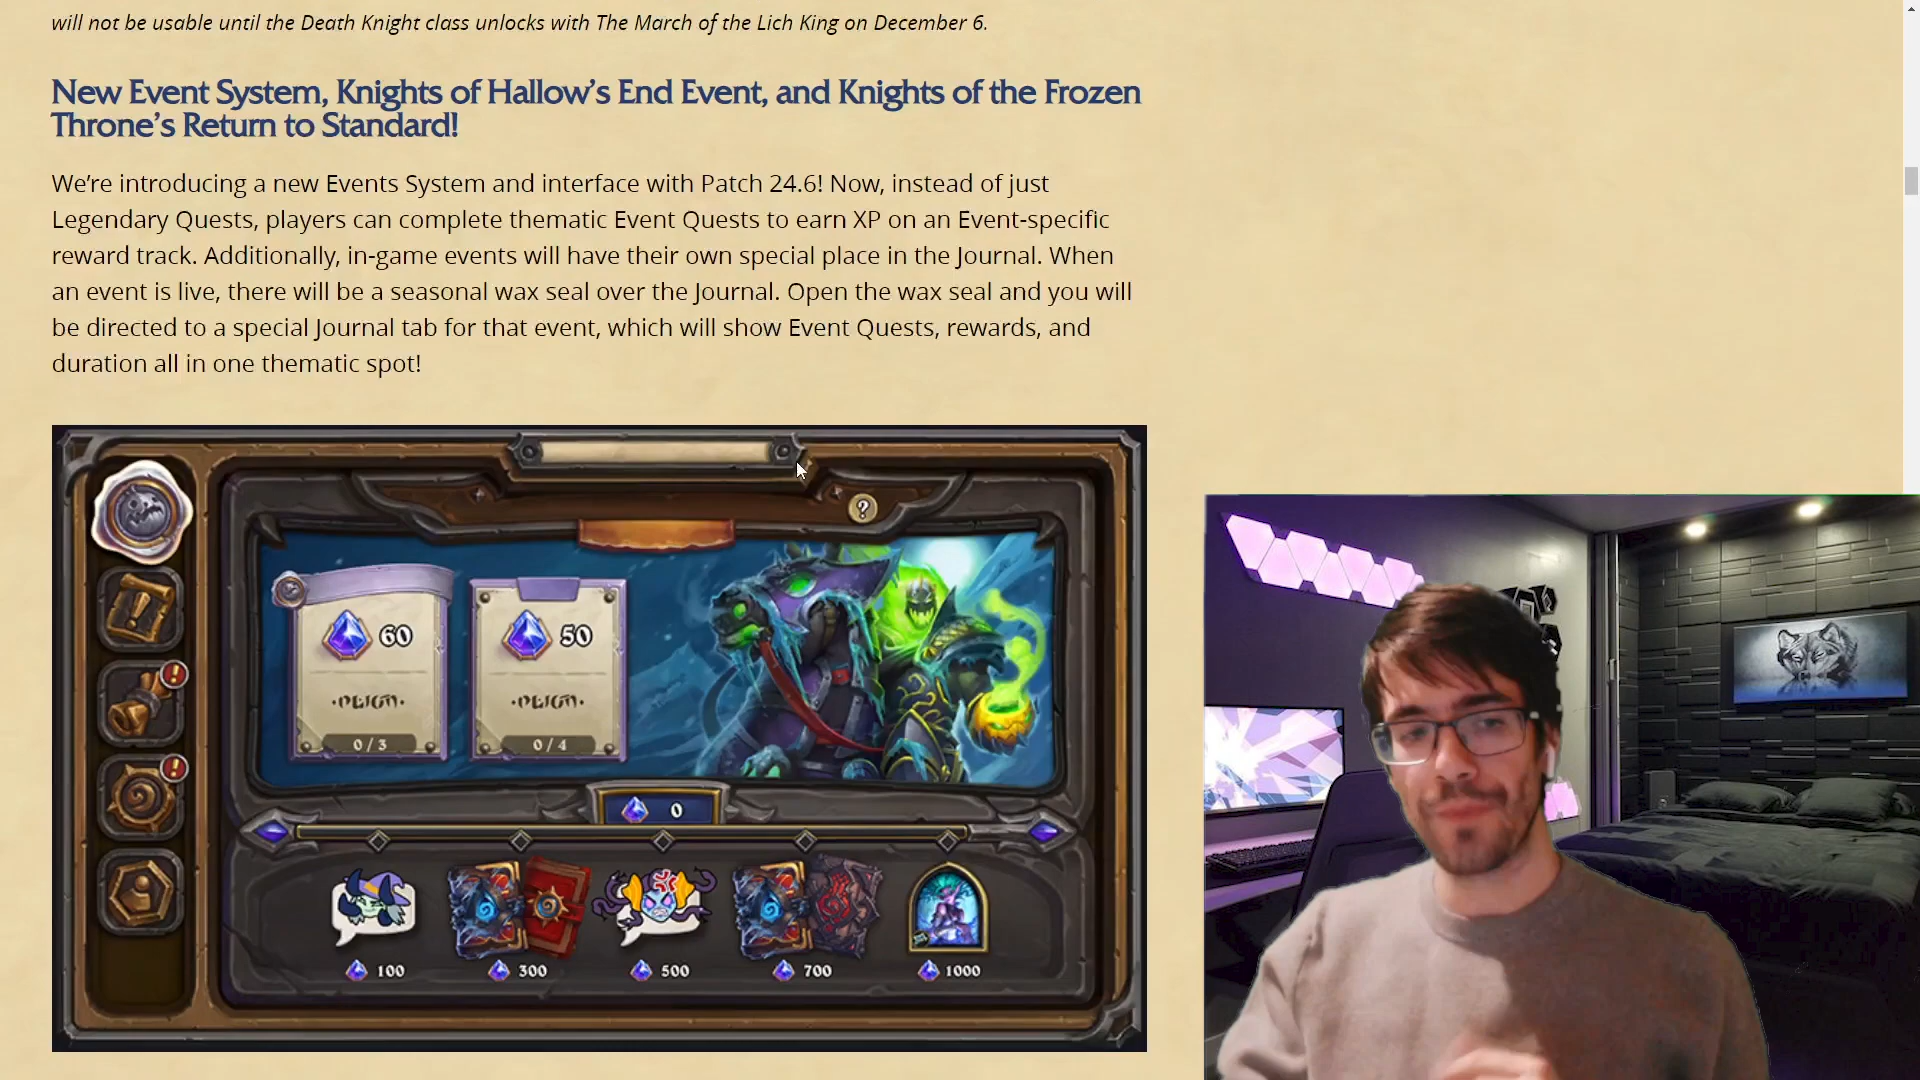 will not be usable until the Death Knight class unlocks with The March of the Lich King on December 6.
New Event System, Knights of Hallow’s End Event, and Knights of the Frozen
Throne’s Return to Standard!
We’re introducing a new Events System and interface with Patch 24.6! Now, instead of just
Legendary Quests, players can complete thematic Event Quests to earn XP on an Event-specific
reward track. Additionally, in-game events will have their own special place in the Journal. When
an event is live, there will be a seasonal wax seal over the Journal. Open the wax seal and you will
be directed to a special Journal tab for that event, which will show Event Quests, rewards, and
duration all in one thematic spot!
?
60
50
0/3
0/4
0
100
300
500
700
1000